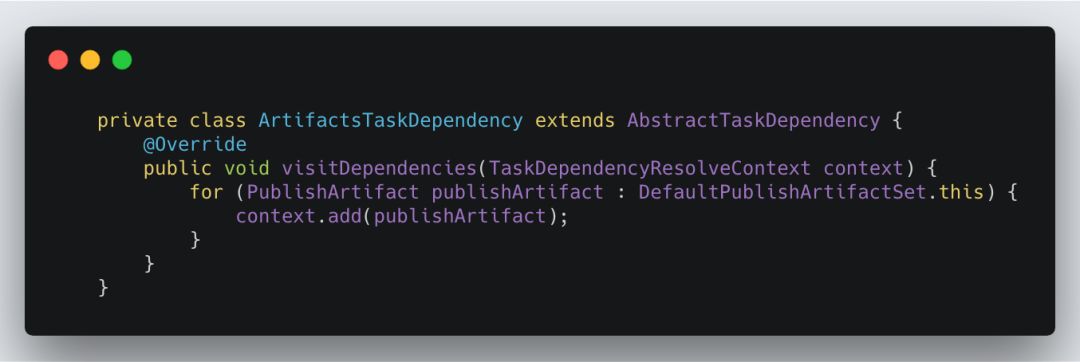 private class ArtifactsTaskDependency extends AbstractTaskDependency {
    @Override
    public void visitDependencies(TaskDependencyResolveContext context) {
        for (PublishArtifact publishArtifact : DefaultPublishArtifactSet.this) {
            context.add(publishArtifact);
        }
    }
}